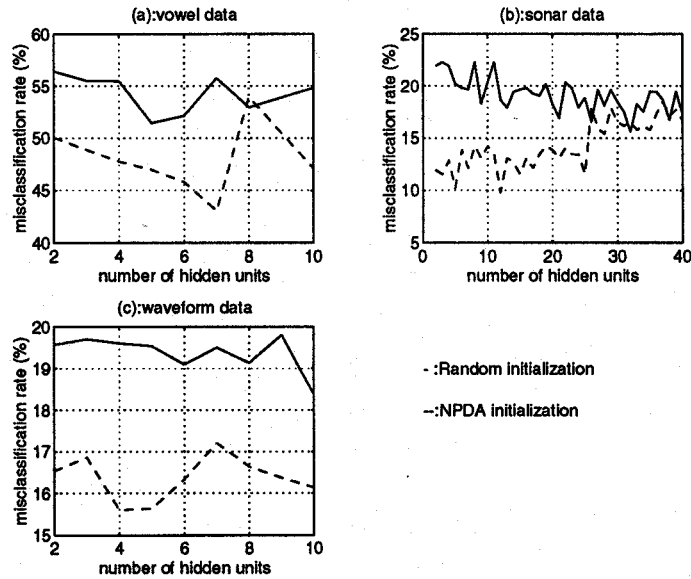 (a):vowel data
60
55
50
45
40
misclassification rate (%)
2 4 6 8 10
number of hidden units
(b):sonar data
25
20
15
10
5
misclassification rate (%)
0 10 20 30 40
number of hidden units
(c):waveform data
20
19
18
17
16
15
misclassification rate (%)
2 4 6 8 10
number of hidden units
- :Random initialization
--:NPDA initialization